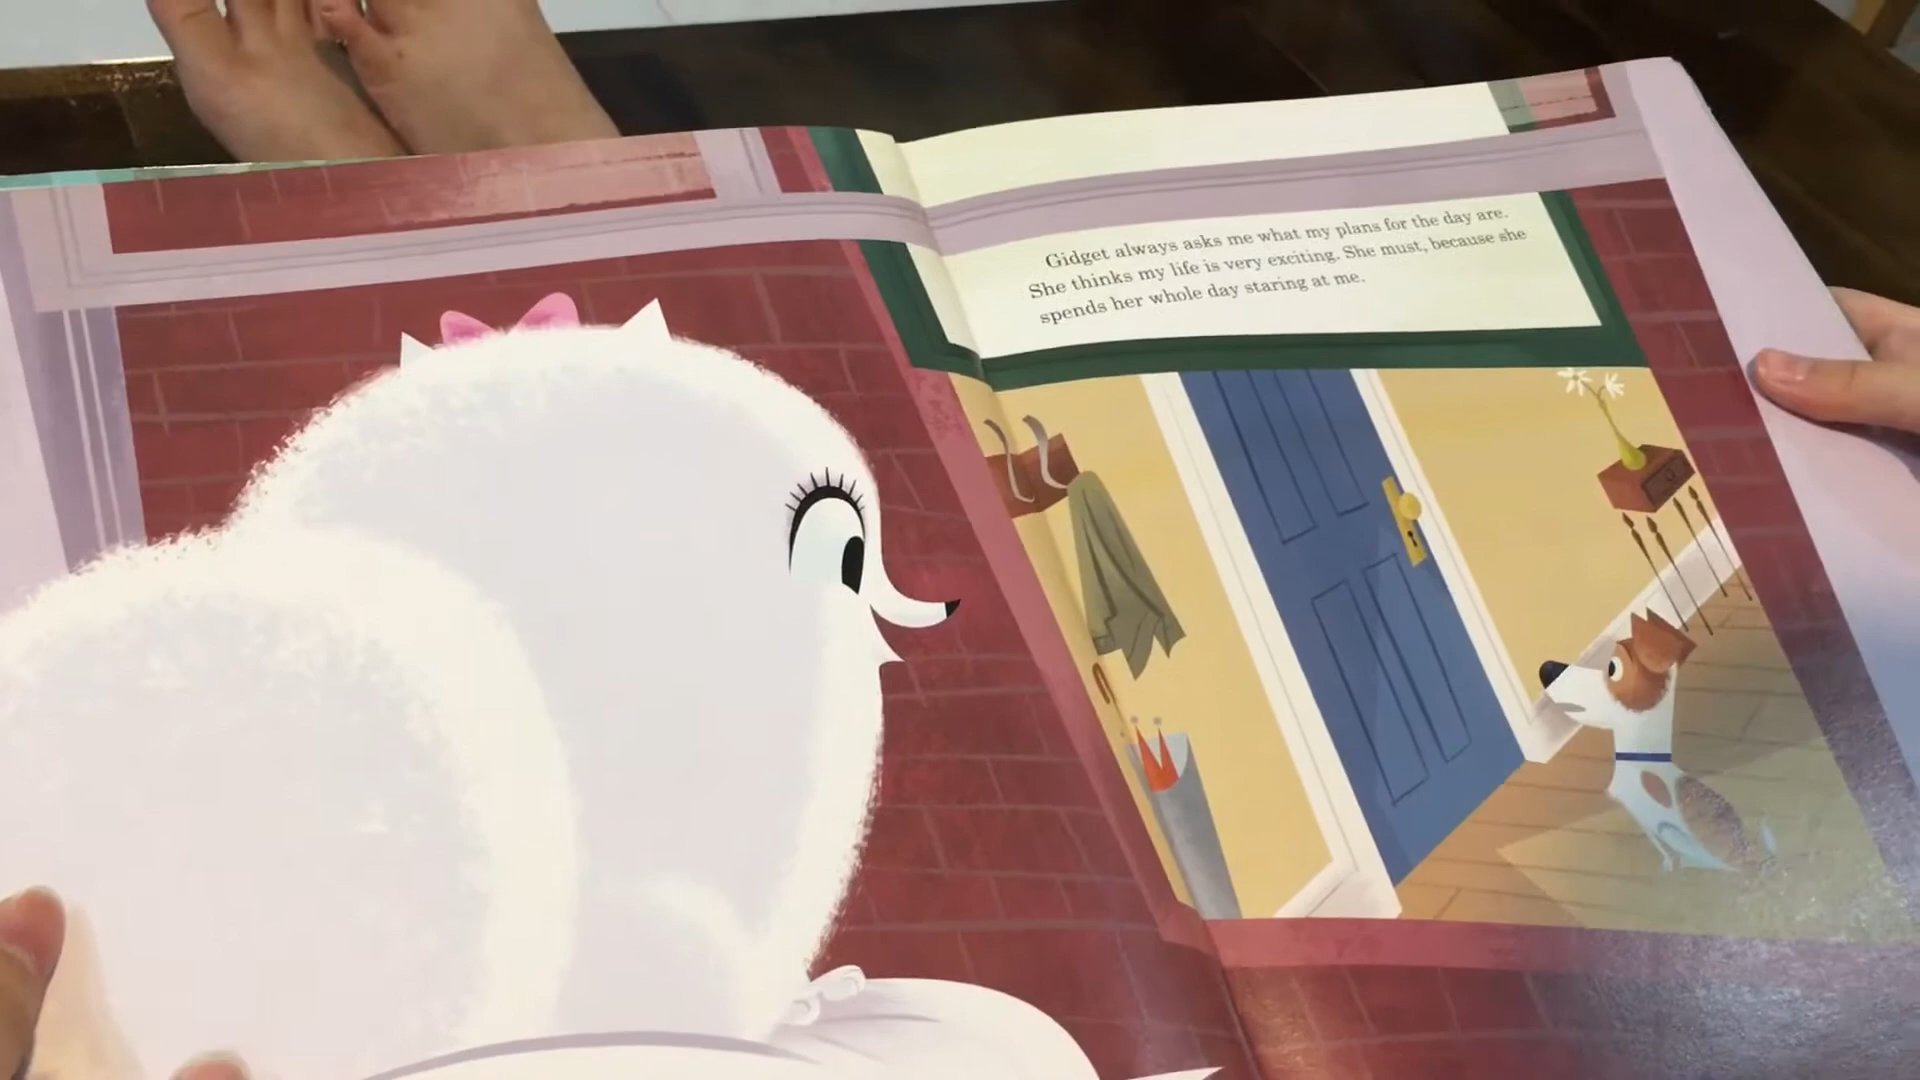 Gidget always asks me what my plans for the day are.
She thinks my life is very exciting. She must, because she
spends her whole day staring at me.